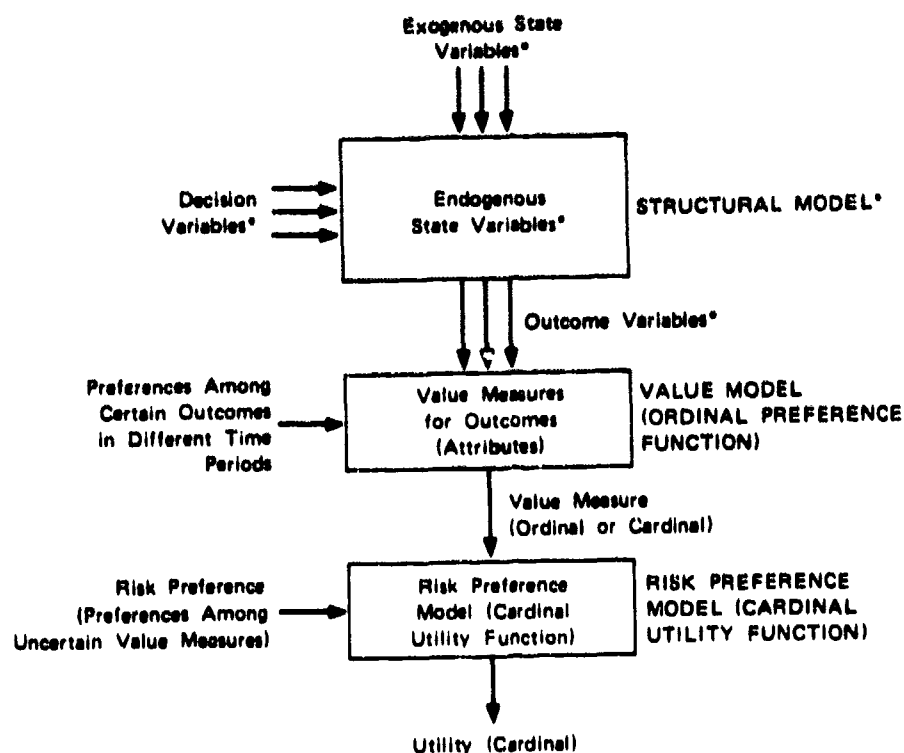 Exogenous State
Variables*
Decision
Variables*
Endogenous
State Variables*
STRUCTURAL MODEL*
Outcome Variables*
Preferences Among
Certain Outcomes
in Different Time
Periods
Value Measures
for Outcomes
(Attributes)
VALUE MODEL
(ORDINAL PREFERENCE
FUNCTION)
Value Measure
(Ordinal or Cardinal)
Risk Preference
(Preferences Among
Uncertain Value Measures)
Risk Preference
Model (Cardinal
Utility Function)
RISK PREFERENCE
MODEL (CARDINAL
UTILITY FUNCTION)
Utility (Cardinal)